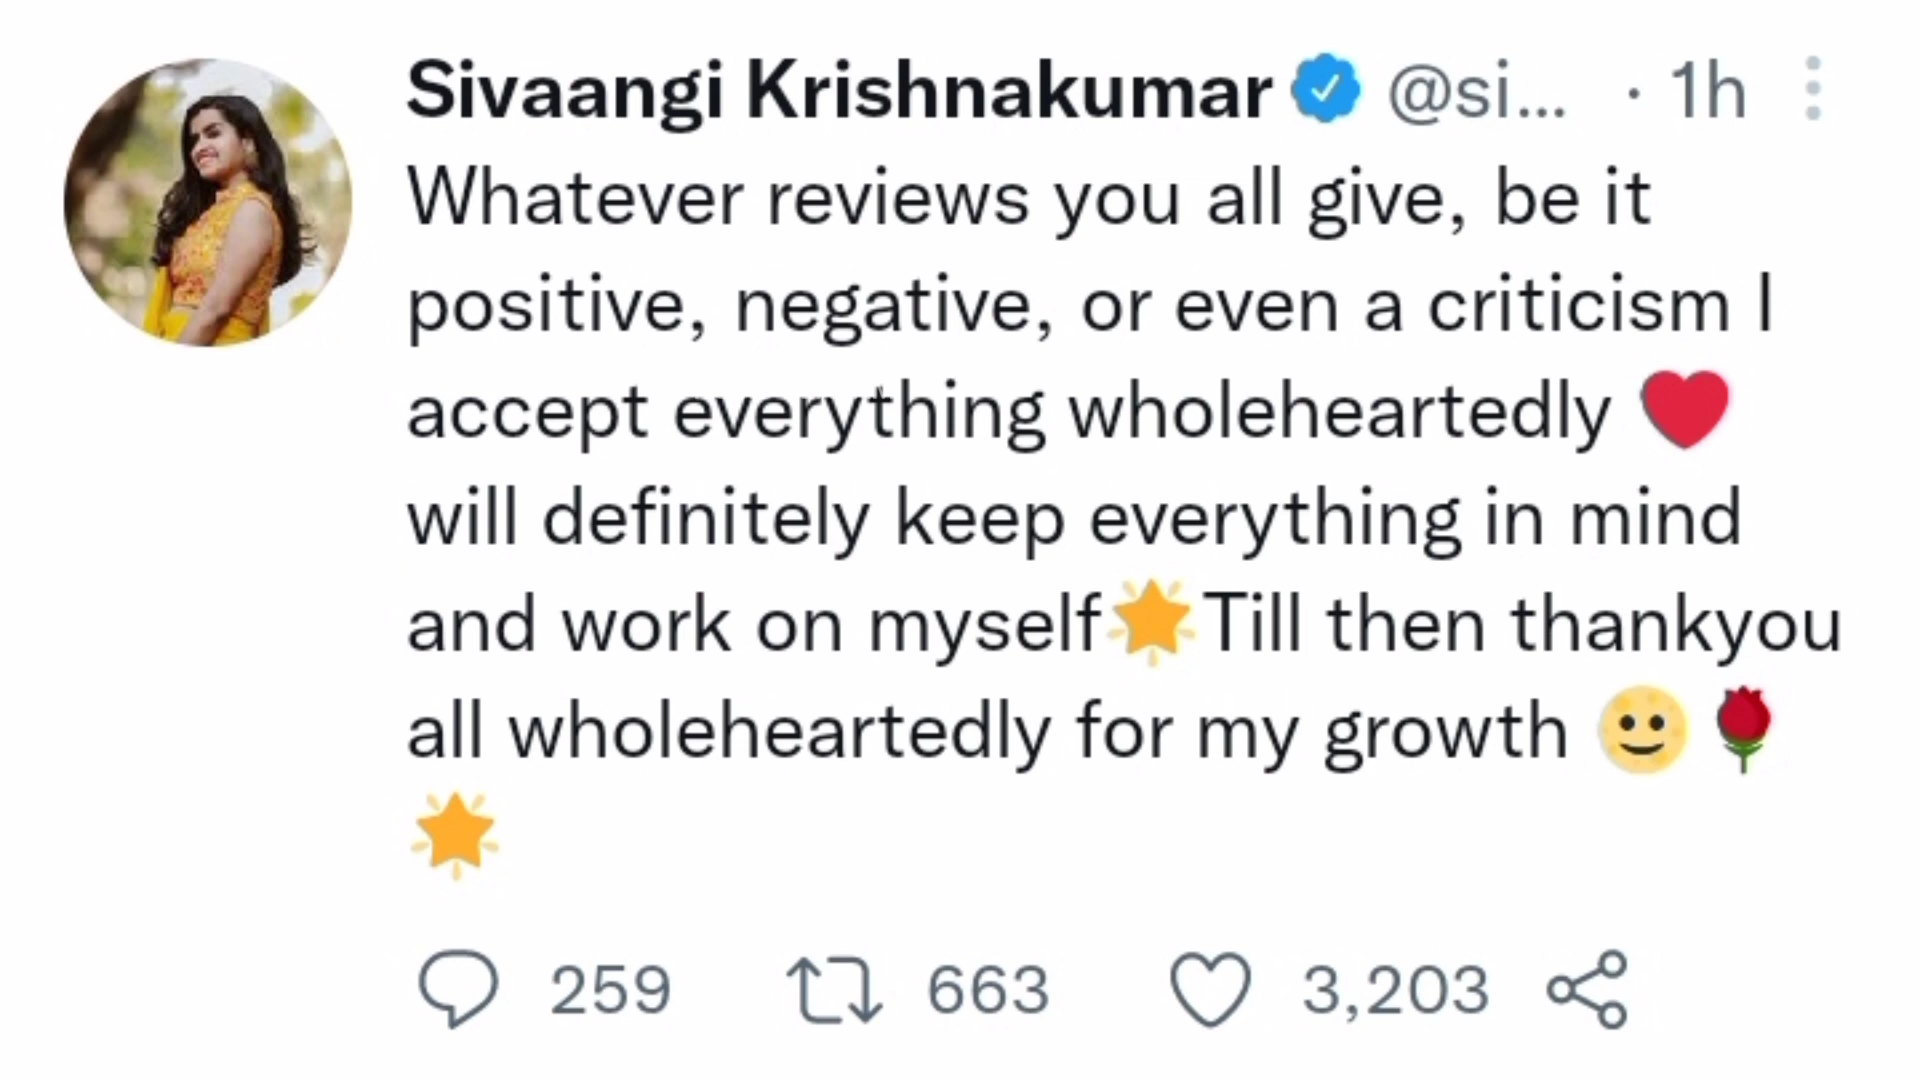 Sivaangi Krishnakumar @si... · 1h
Whatever reviews you all give, be it
positive, negative, or even a criticism I
accept everything wholeheartedly ❤️
will definitely keep everything in mind
and work on myself🌟Till then thankyou
all wholeheartedly for my growth 🌝🌹
🌟
259 663 3,203